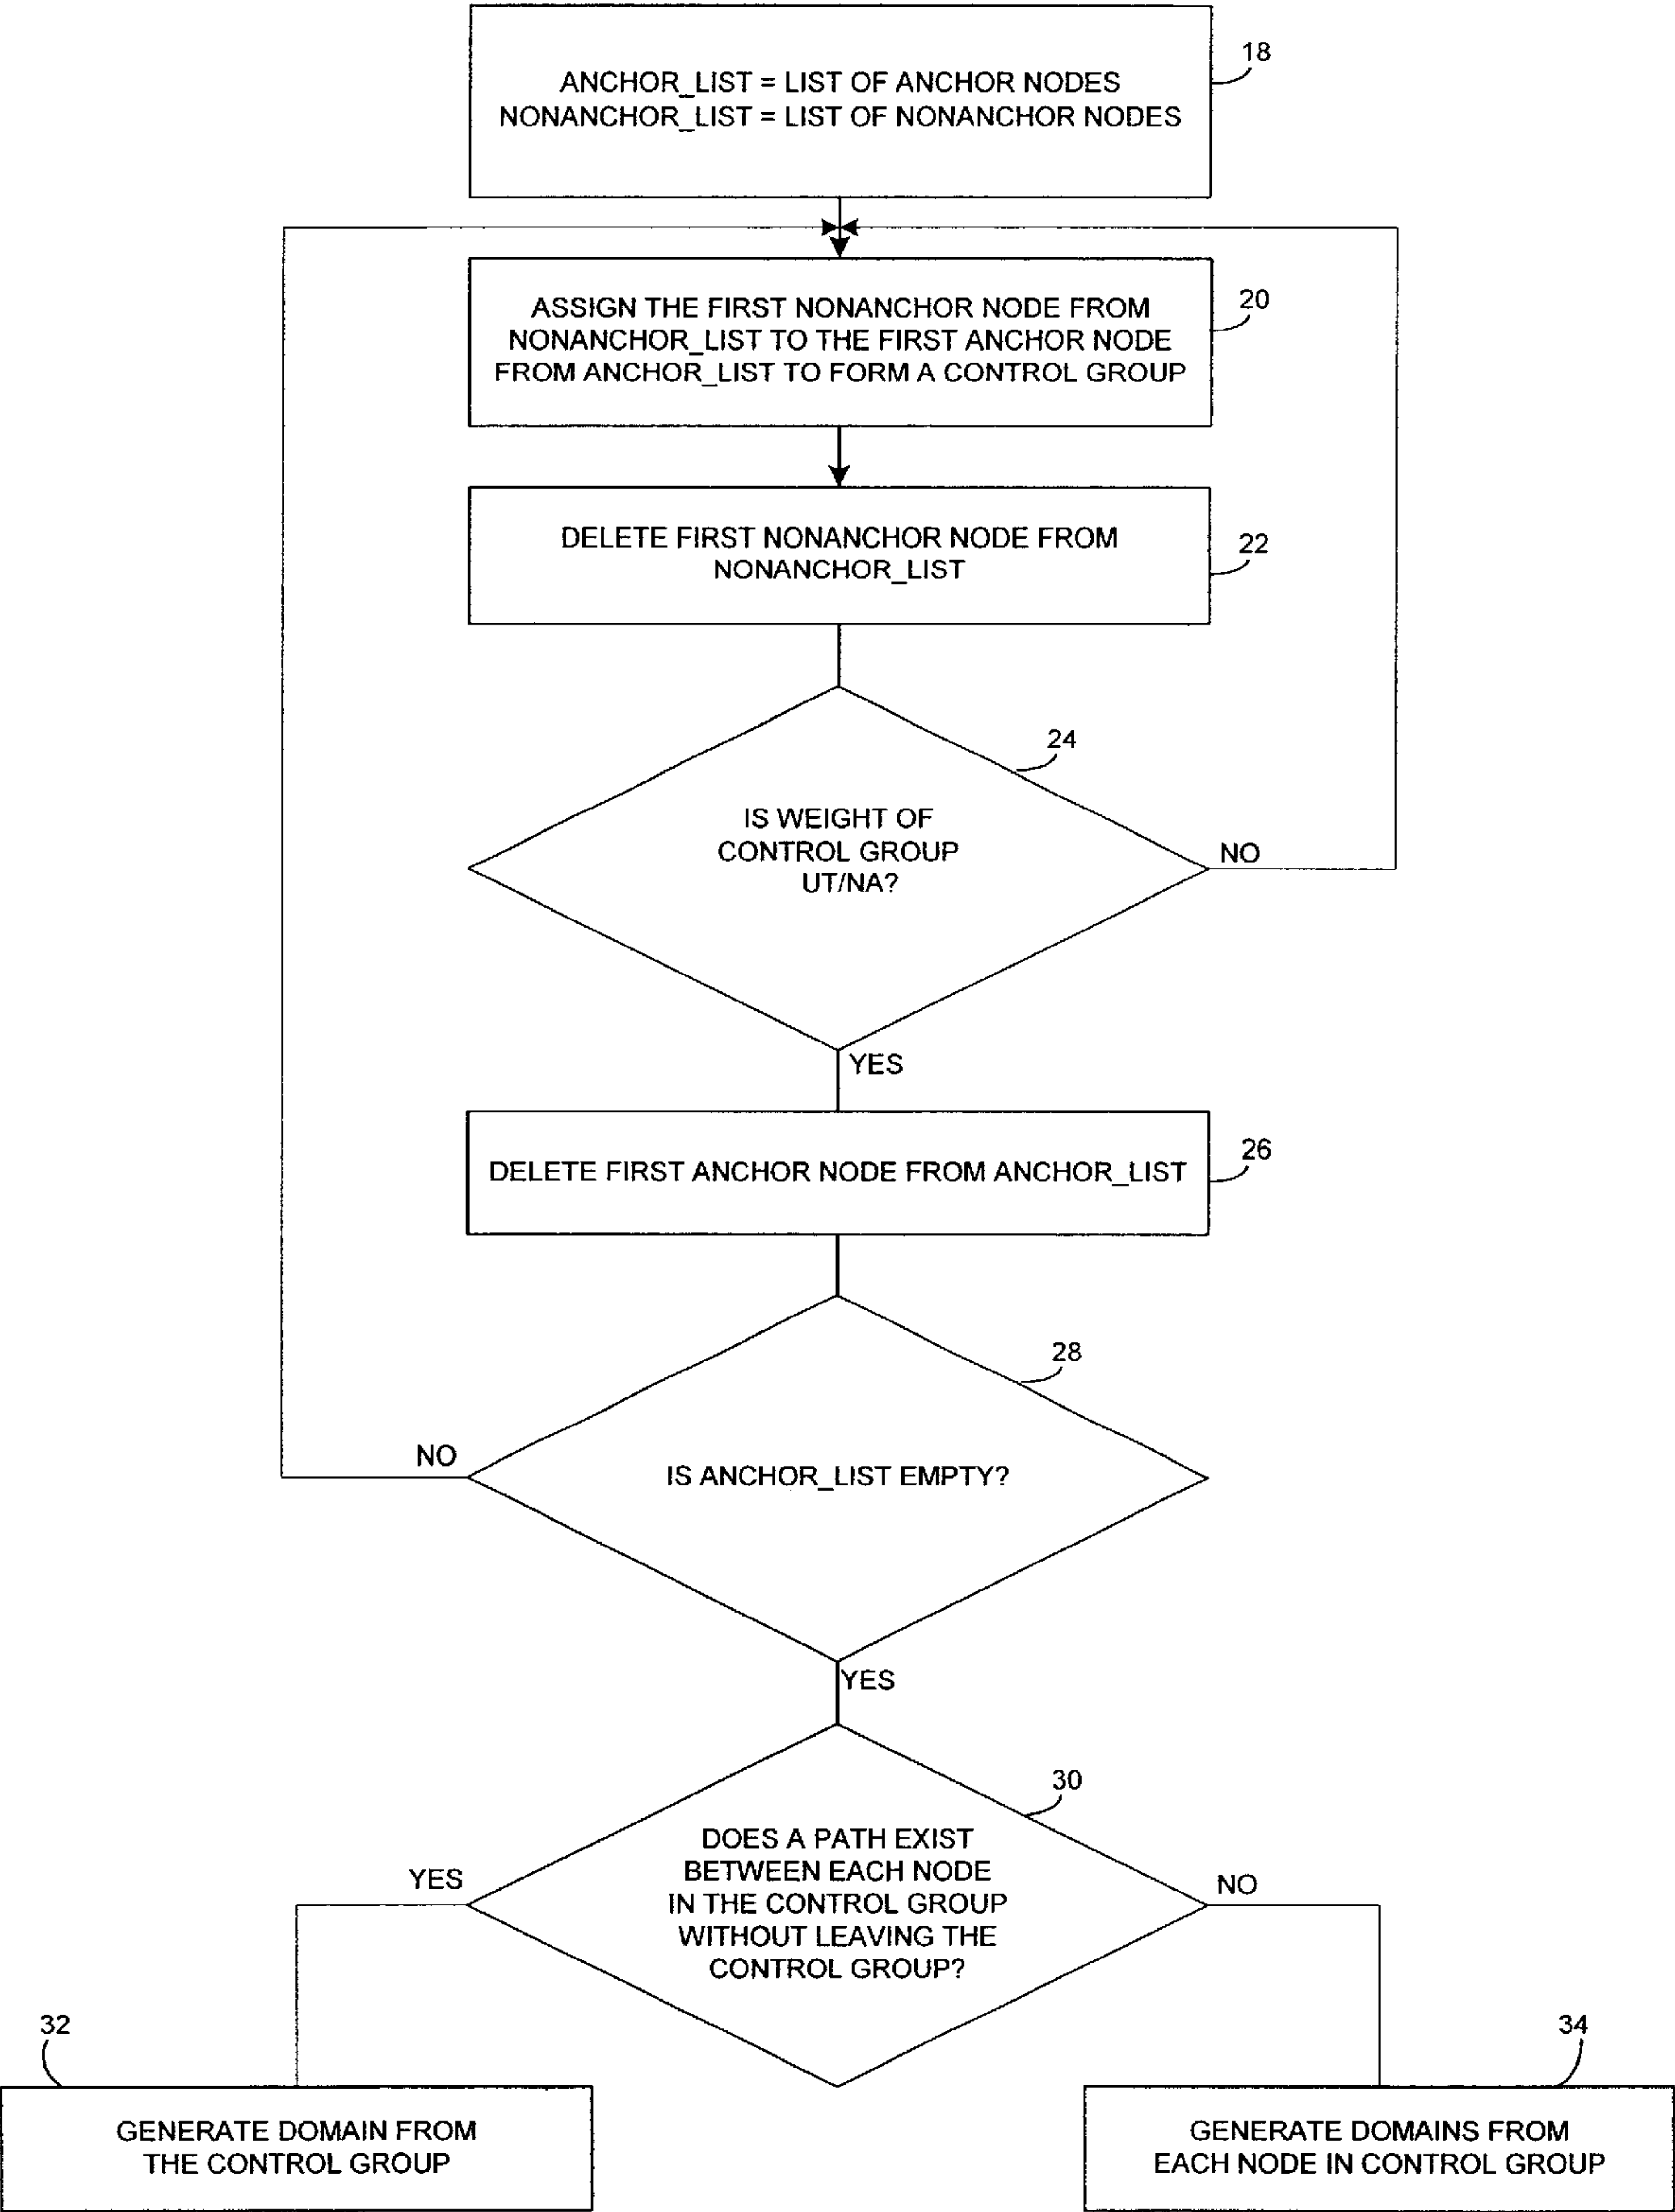 ANCHOR_LIST = LIST OF ANCHOR NODES
NONANCHOR_LIST = LIST OF NONANCHOR NODES
18
ASSIGN THE FIRST NONANCHOR NODE FROM
NONANCHOR_LIST TO THE FIRST ANCHOR NODE
FROM ANCHOR_LIST TO FORM A CONTROL GROUP
20
DELETE FIRST NONANCHOR NODE FROM
NONANCHOR_LIST
22
24
IS WEIGHT OF
CONTROL GROUP
UT/NA?
NO
YES
DELETE FIRST ANCHOR NODE FROM ANCHOR_LIST
26
28
NO
IS ANCHOR_LIST EMPTY?
YES
30
DOES A PATH EXIST
BETWEEN EACH NODE
IN THE CONTROL GROUP
WITHOUT LEAVING THE
CONTROL GROUP?
YES
NO
32
34
GENERATE DOMAIN FROM
THE CONTROL GROUP
GENERATE DOMAINS FROM
EACH NODE IN CONTROL GROUP